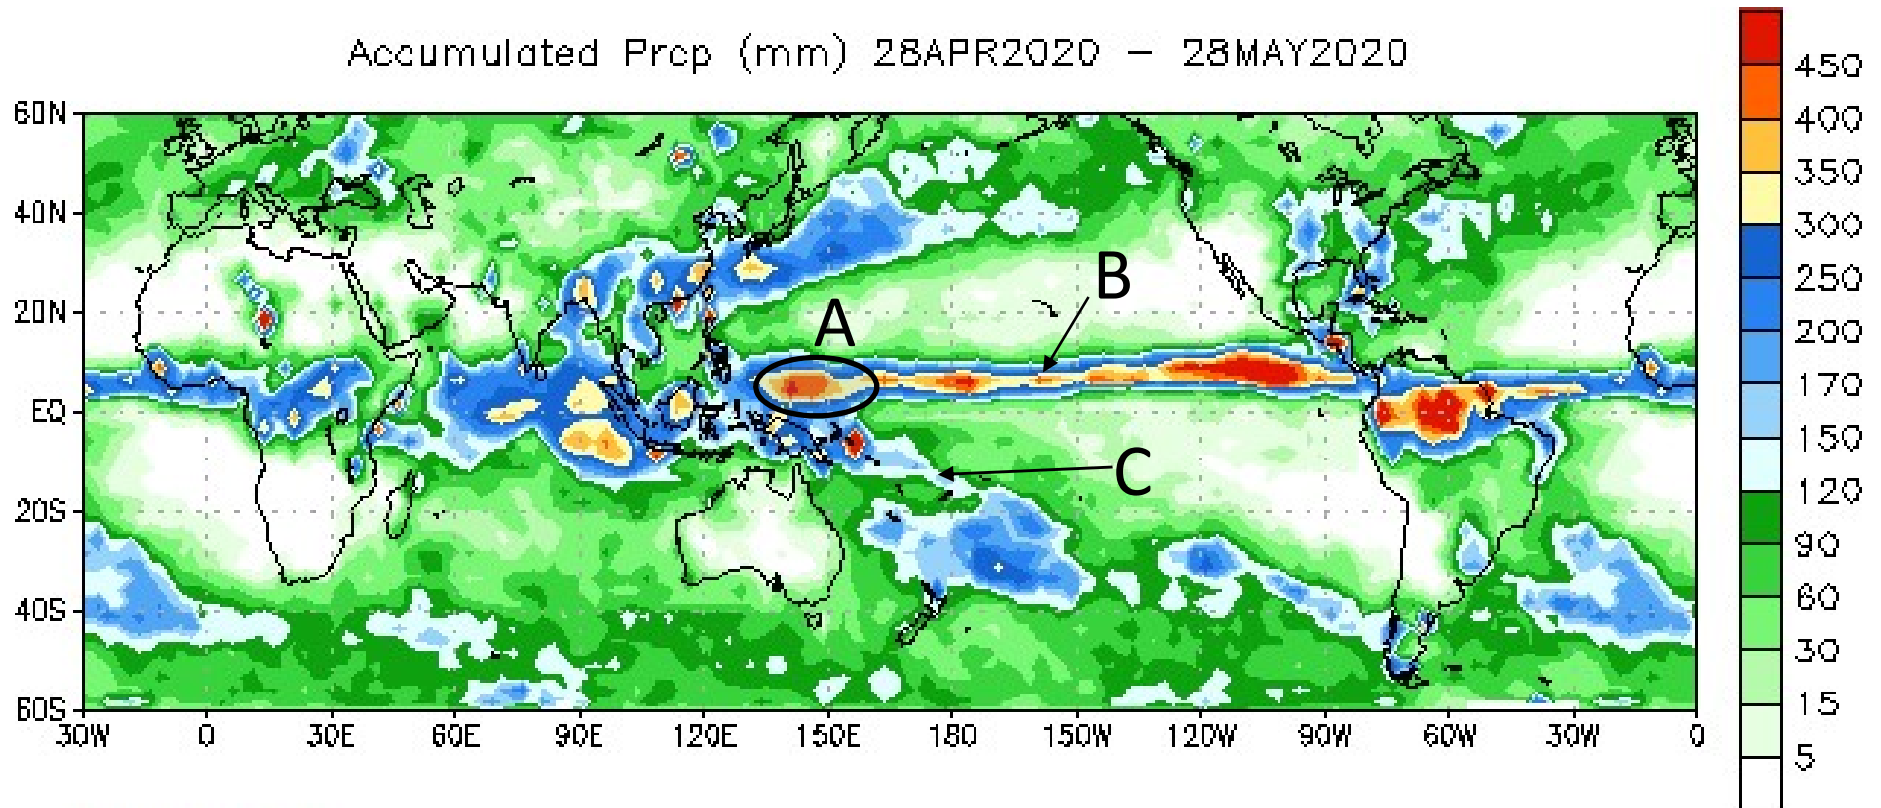 Accumulated Prcp (mm) 28APR2020 – 28MAY2020
450
400
350
300
250
200
170
150
120
90
60
30
15
5
60N
40N
20N
EQ
20S
40S
60S
A
B
C
30W 0 30E 60E 90E 120E 150E 180 150W 120W 90W 60W 30W 0